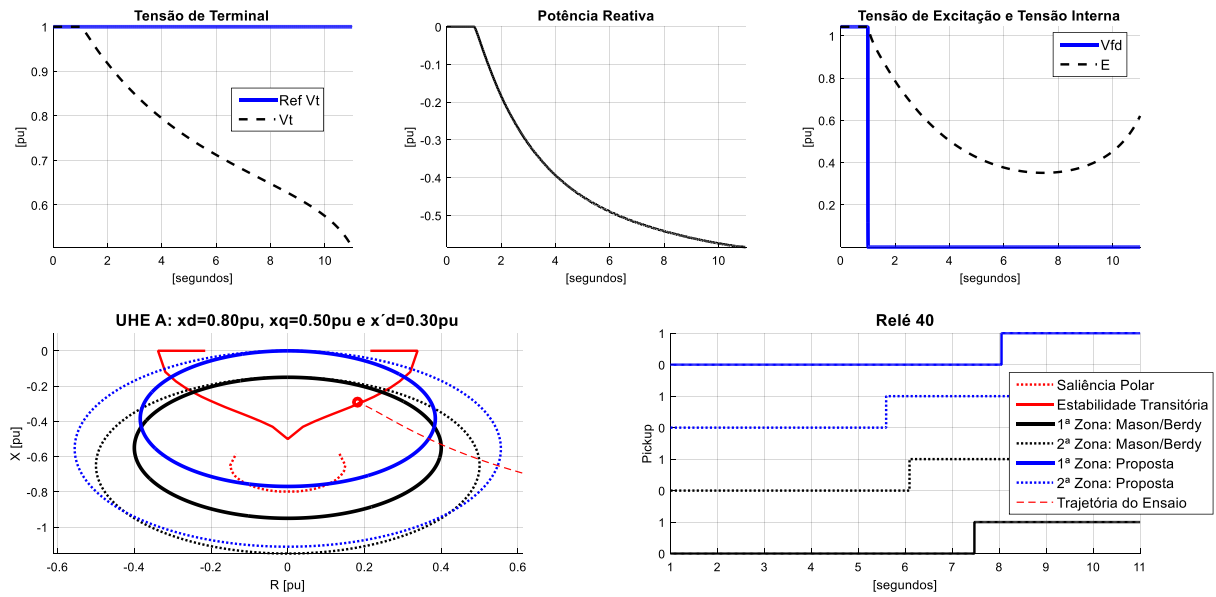 Tensão de Terminal
1
0.9
0.8
0.7
0.6
[pu]
Ref Vt
Vt
0 2 4 6 8 10
[segundos]
Potência Reativa
0
-0.1
-0.2
-0.3
-0.4
-0.5
[pu]
0 2 4 6 8 10
[segundos]
Tensão de Excitação e Tensão Interna
1
0.8
0.6
0.4
0.2
[pu]
Vfd
E
0 2 4 6 8 10
[segundos]
UHE A: xd=0.80pu, xq=0.50pu e x´d=0.30pu
0
-0.2
-0.4
-0.6
-0.8
-1
X [pu]
-0.6 -0.4 -0.2 0 0.2 0.4 0.6
R [pu]
Relé 40
1
0
1
0
1
0
1
0
Pickup
1 2 3 4 5 6 7 8 9 10 11
[segundos]
Saliência Polar
Estabilidade Transitória
1ª Zona: Mason/Berdy
2ª Zona: Mason/Berdy
1ª Zona: Proposta
2ª Zona: Proposta
Trajetória do Ensaio